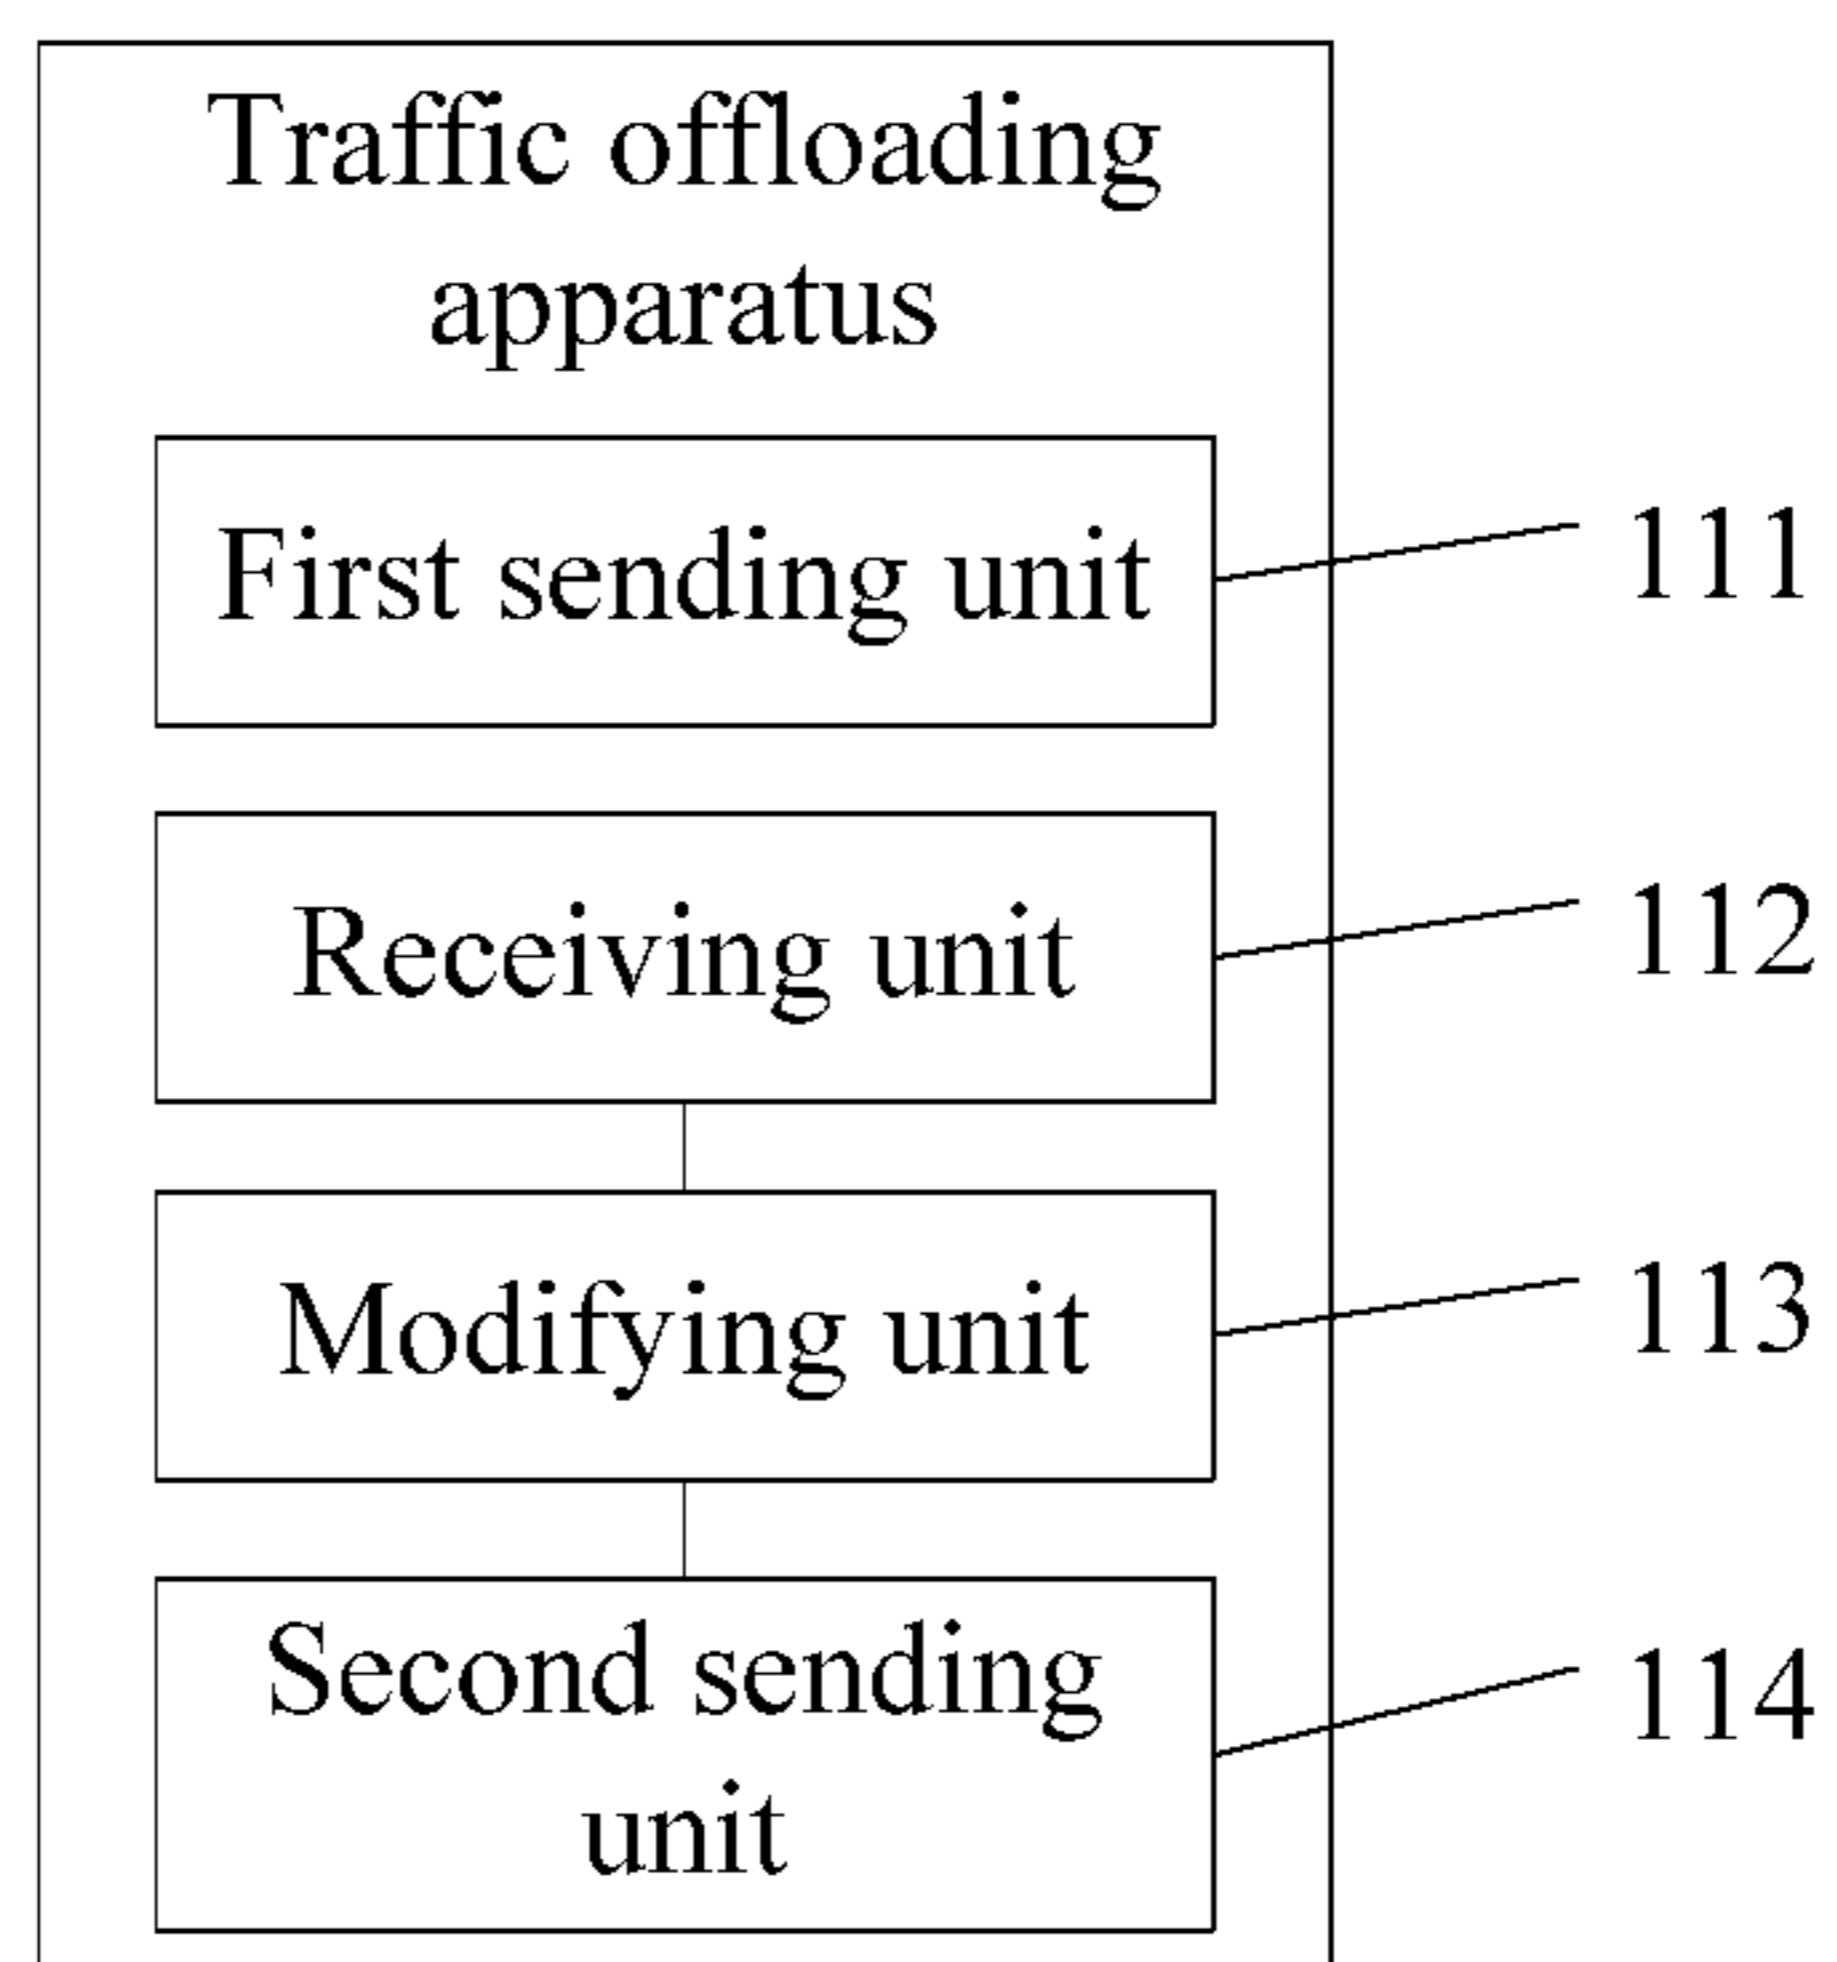 Traffic offloading
apparatus
First sending unit
111
Receiving unit
112
Modifying unit
113
Second sending
unit
114